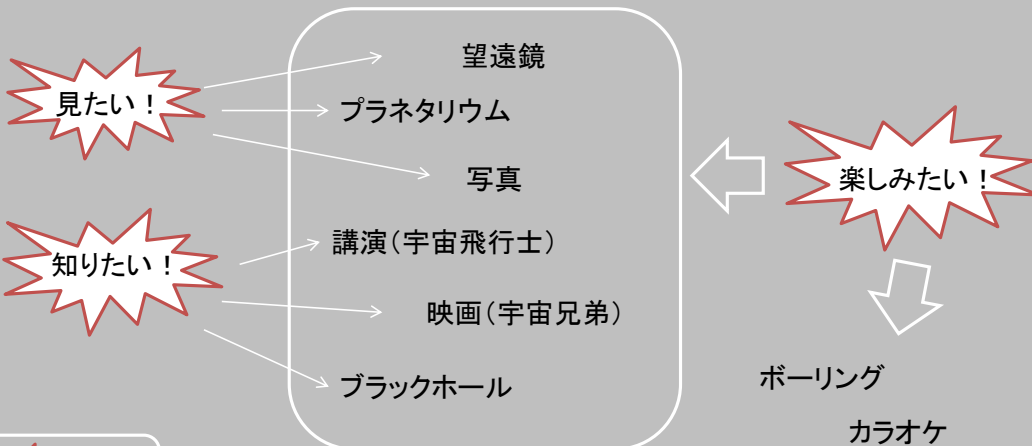 見たい！
望遠鏡
プラネタリウム
写真
知りたい！
講演（宇宙飛行士）
映画（宇宙兄弟）
ブラックホール
楽しみたい！
ボーリング
カラオケ